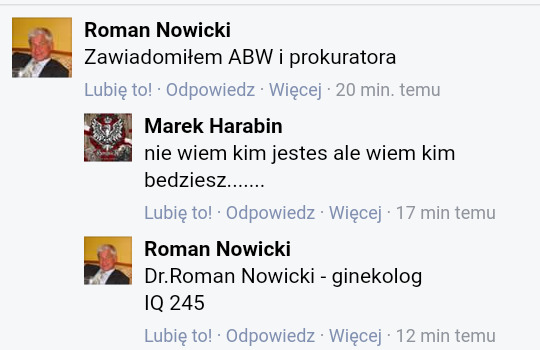 Roman Nowicki
Zawiadomiłem ABW i prokuratora
Lubię to! · Odpowiedz · Więcej · 20 min. temu
Marek Harabin
nie wiem kim jestes ale wiem kim
bedziesz.......
Lubię to! · Odpowiedz · Więcej · 17 min temu
Roman Nowicki
Dr.Roman Nowicki - ginekolog
IQ 245
Lubię to! · Odpowiedz · Więcej · 12 min temu